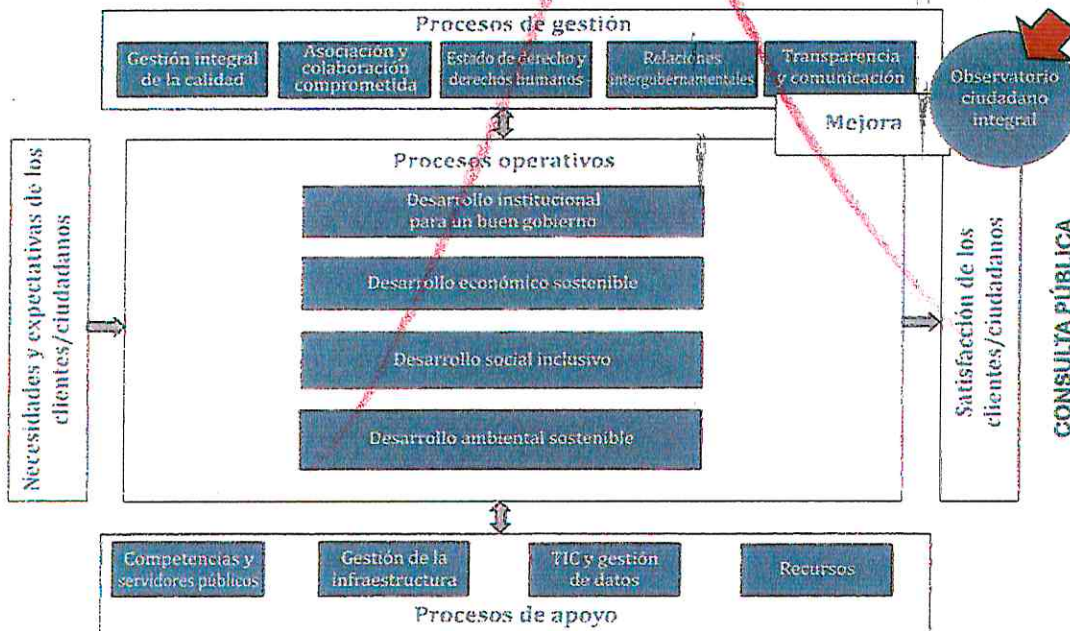 Procesos de gestión
Gestión integral
de la calidad
Asociación y
colaboración
comprometida
Estado de derecho y
derechos humanos
Relaciones
intergubernamentales
Transparencia
y comunicación
Observatorio
ciudadano
integral
Mejora
Necesidades y expectativas de los
clientes/ciudadanos
Procesos operativos
Desarrollo institucional
para un buen gobierno
Desarrollo económico sostenible
Desarrollo social inclusivo
Desarrollo ambiental sostenible
Satisfacción de los
clientes/ciudadanos
CONSULTA PÚBLICA
Competencias y
servidores públicos
Gestión de la
infraestructura
TIC y gestión
de datos
Recursos
Procesos de apoyo